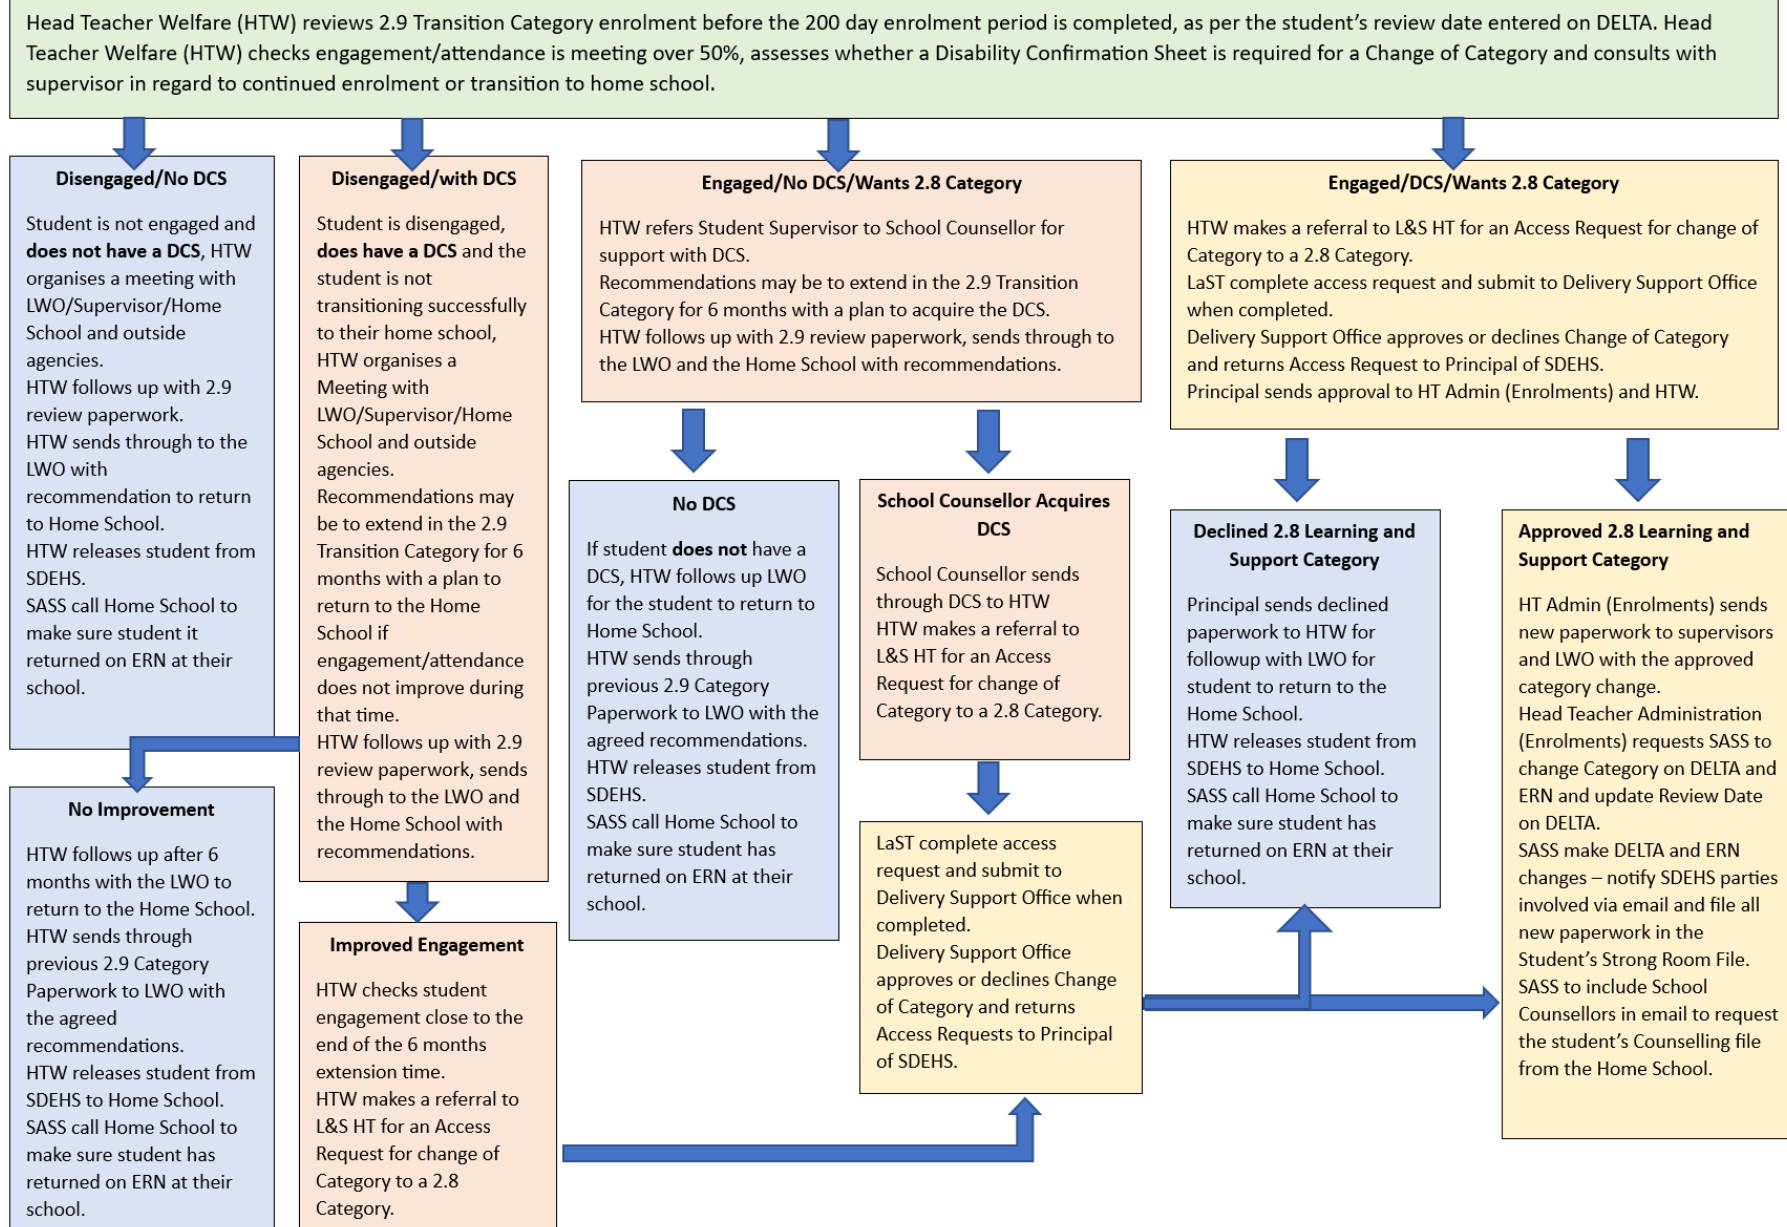 Head Teacher Welfare (HTW) reviews 2.9 Transition Category enrolment before the 200 day enrolment period is completed, as per the student's review date entered on DELTA. Head
Teacher Welfare (HTW) checks engagement/attendance is meeting over 50%, assesses whether a Disability Confirmation Sheet is required for a Change of Category and consults with
supervisor in regard to continued enrolment or transition to home school.
Disengaged/No DCS
Student is not engaged and
does not have a DCS, HTW
organises a meeting with
LWO/Supervisor/Home
School and outside
agencies.
HTW follows up with 2.9
review paperwork.
HTW sends through to the
LWO with
recommendation to return
to Home School.
HTW releases student from
SDEHS.
SASS call Home School to
make sure student it
returned on ERN at their
school.
Disengaged/with DCS
Student is disengaged,
does have a DCS and the
student is not
transitioning successfully
to their home school,
HTW organises a
Meeting with
LWO/Supervisor/Home
School and outside
agencies.
Recommendations may
be to extend in the 2.9
Transition Category for 6
months with a plan to
return to the Home
School if
engagement/attendance
does not improve during
that time.
HTW follows up with 2.9
review paperwork, sends
through to the LWO and
the Home School with
recommendations.
Engaged/No DCS/Wants 2.8 Category
HTW refers Student Supervisor to School Counsellor for
support with DCS.
Recommendations may be to extend in the 2.9 Transition
Category for 6 months with a plan to acquire the DCS.
HTW follows up with 2.9 review paperwork, sends through to
the LWO and the Home School with recommendations.
Engaged/DCS/Wants 2.8 Category
HTW makes a referral to L&S HT for an Access Request for change of
Category to a 2.8 Category.
LaST complete access request and submit to Delivery Support Office
when completed.
Delivery Support Office approves or declines Change of Category
and returns Access Request to Principal of SDEHS.
Principal sends approval to HT Admin (Enrolments) and HTW.
No Improvement
HTW follows up after 6
months with the LWO to
return to the Home School.
HTW sends through
previous 2.9 Category
Paperwork to LWO with
the agreed
recommendations.
HTW releases student from
SDEHS to Home School.
SASS call Home School to
make sure student has
returned on ERN at their
school.
Improved Engagement
HTW checks student
engagement close to the
end of the 6 months
extension time.
HTW makes a referral to
L&S HT for an Access
Request for change of
Category to a 2.8
Category.
No DCS
If student does not have a
DCS, HTW follows up LWO
for the student to return to
Home School.
HTW sends through
previous 2.9 Category
Paperwork to LWO with the
agreed recommendations.
HTW releases student from
SDEHS.
SASS call Home School to
make sure student has
returned on ERN at their
school.
School Counsellor Acquires
DCS
School Counsellor sends
through DCS to HTW
HTW makes a referral to
L&S HT for an Access
Request for change of
Category to a 2.8 Category.
LaST complete access
request and submit to
Delivery Support Office when
completed.
Delivery Support Office
approves or declines Change
of Category and returns
Access Requests to Principal
of SDEHS.
Declined 2.8 Learning and
Support Category
Principal sends declined
paperwork to HTW for
followup with LWO for
student to return to the
Home School.
HTW releases student from
SDEHS to Home School.
SASS call Home School to
make sure student has
returned on ERN at their
school.
Approved 2.8 Learning and
Support Category
HT Admin (Enrolments) sends
new paperwork to supervisors
and LWO with the approved
category change.
Head Teacher Administration
(Enrolments) requests SASS to
change Category on DELTA and
ERN and update Review Date
on DELTA.
SASS make DELTA and ERN
changes – notify SDEHS parties
involved via email and file all
new paperwork in the
Student's Strong Room File.
SASS to include School
Counsellors in email to request
the student's Counselling file
from the Home School.